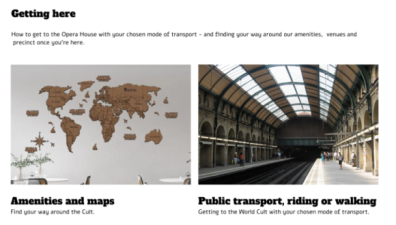 Getting here
How to get to the Opera House with your chosen mode of transport – and finding your way around our amenities, venues and
precinct once you're here.
Amenities and maps
Public transport, riding or walking
Find your way around the Cult.
Getting to the World Cult with your chosen mode of transport.